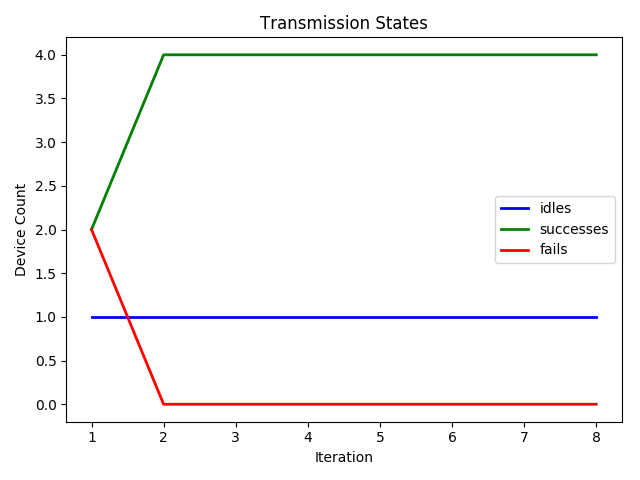 Transmission States
Device Count
4.0
3.5
3.0
2.5
2.0
1.5
1.0
0.5
0.0
idles
successes
fails
1 2 3 4 5 6 7 8
Iteration